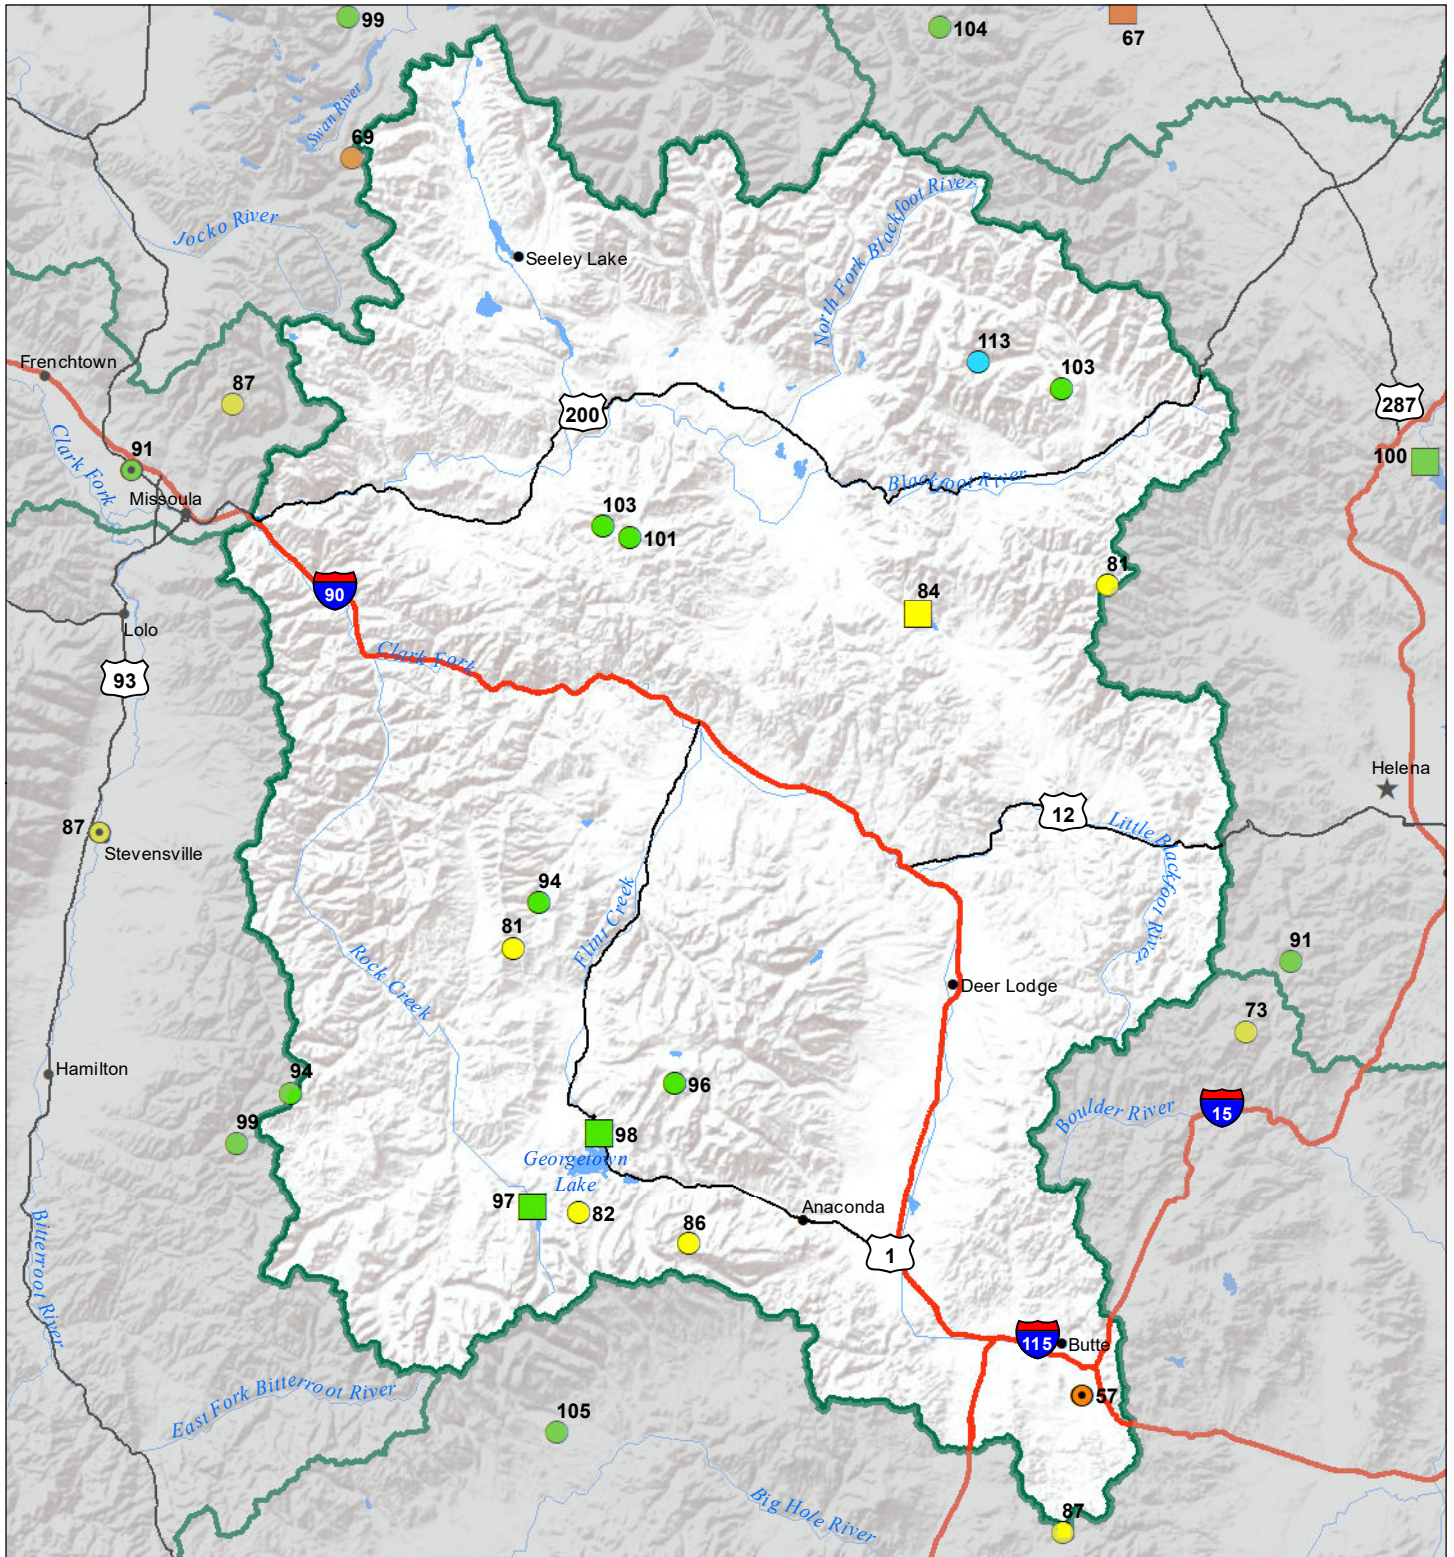 99
104
67
Swan River
69
North Fork Blackfoot River
Jocko River
Seeley Lake
Frenchtown
113
103
87
200
287
Clark Fork
91
100
Missoula
Blackfoot River
103
101
81
90
84
Lolo
Clark Fork
93
Helena
12
Little Blackfoot River
87
Stevensville
94
Flint Creek
81
91
Rock Creek
Deer Lodge
73
Hamilton
94
96
Boulder River
15
99
98
Georgetown
Lake
97
82
Anaconda
86
1
Bitterroot River
115
Butte
57
East Fork Bitterroot River
105
Big Hole River
87